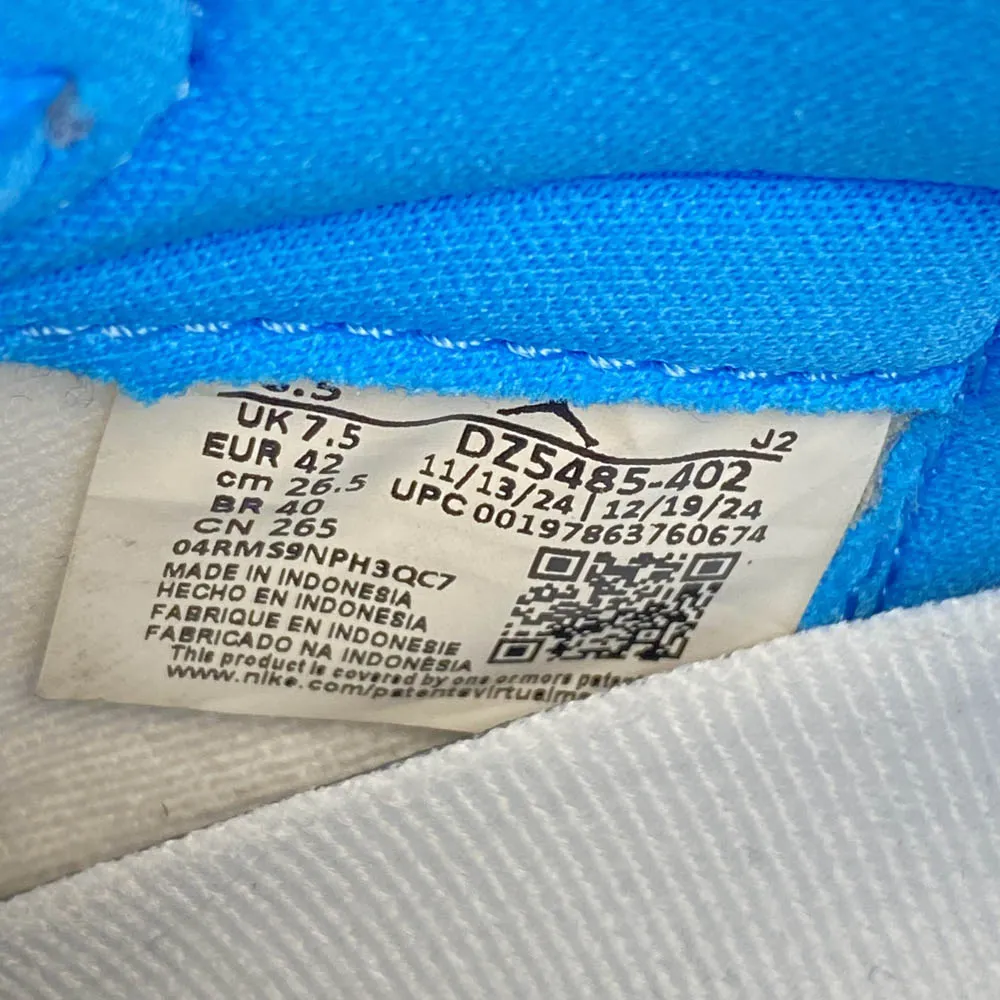 UK 7.5
EUR 42
cm 26.5
BR 40
CN 265
J2
DZ5485-402
11/13/24 | 12/19/24
UPC 00197863760674
04RMS9NPH3QC7
MADE IN INDONESIA
HECHO EN INDONESIA
FABRIQUE EN INDONESIE
FABRICADO NA INDONÉSIA
This product is covered by one or more
www.nike.com/patents